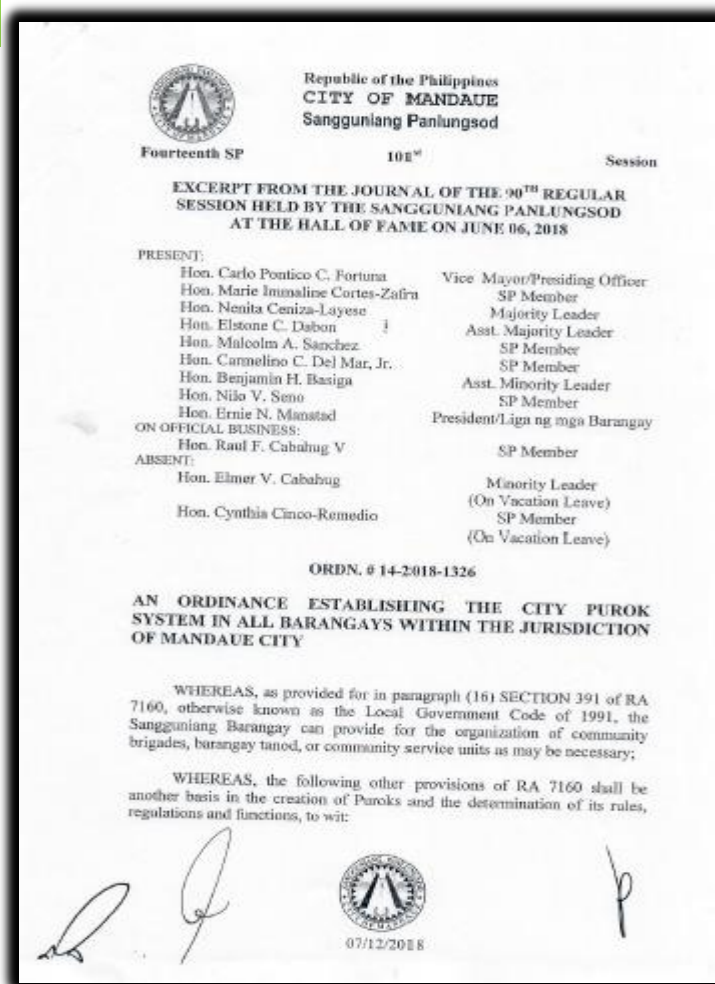 Republic of the Philippines
CITY OF MANDAUE
Sangguniang Panlungsod
Fourteenth SP 101st Session
EXCERPT FROM THE JOURNAL OF THE 90TH REGULAR
SESSION HELD BY THE SANGGUNIANG PANLUNGSOD
AT THE HALL OF FAME ON JUNE 06, 2018
PRESENT:
Hon. Carlo Pontico C. Fortuna Vice Mayor/Presiding Officer
Hon. Marie Immaline Cortes-Zafra SP Member
Hon. Nenita Ceniza-Layese Majority Leader
Hon. Elstone C. Dabon Asst. Majority Leader
Hon. Malcolm A. Sanchez SP Member
Hon. Carmelino C. Del Mar, Jr. SP Member
Hon. Benjamin H. Basiga Asst. Minority Leader
Hon. Nilo V. Seno SP Member
Hon. Ernie N. Manatad President/Liga ng mga Barangay
ON OFFICIAL BUSINESS:
Hon. Raul F. Cabahug V SP Member
ABSENT:
Hon. Elmer V. Cabahug Minority Leader
(On Vacation Leave)
Hon. Cynthia Cinco-Remedio SP Member
(On Vacation Leave)
ORDN. # 14-2018-1326
AN ORDINANCE ESTABLISHING THE CITY PUROK
SYSTEM IN ALL BARANGAYS WITHIN THE JURISDICTION
OF MANDAUE CITY
WHEREAS, as provided for in paragraph (16) SECTION 391 of RA
7160, otherwise known as the Local Government Code of 1991, the
Sangguniang Barangay can provide for the organization of community
brigades, barangay tanod, or community service units as may be necessary;
WHEREAS, the following other provisions of RA 7160 shall be
another basis in the creation of Puroks and the determination of its rules,
regulations and functions, to wit:
07/12/2018